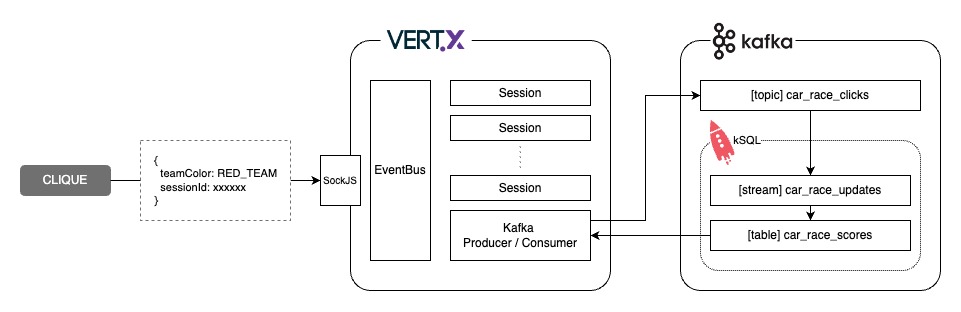 VERT.X
kafka
Session
[topic] car_race_clicks
Session
kSQL
{
teamColor: RED_TEAM
sessionId: xxxxxx
}
CLIQUE
SockJS
EventBus
Session
[stream] car_race_updates
Kafka
Producer / Consumer
[table] car_race_scores